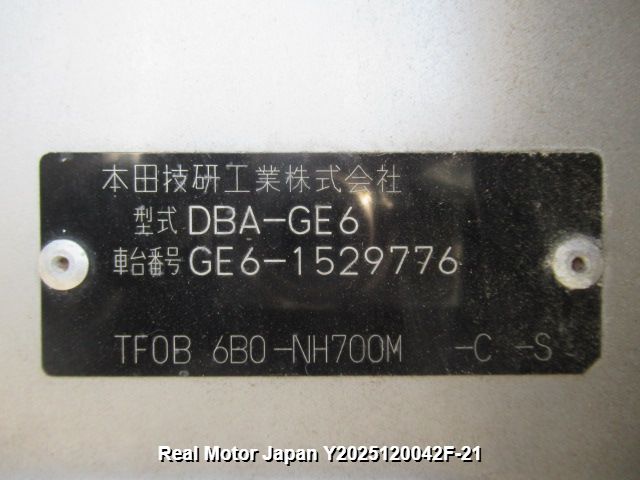 本田技研工業株式会社
型式 DBA-GE6
車台番号 GE6-1529776
TF0B 6B0-NH700M -C -S
Real Motor Japan Y2025120042F-21